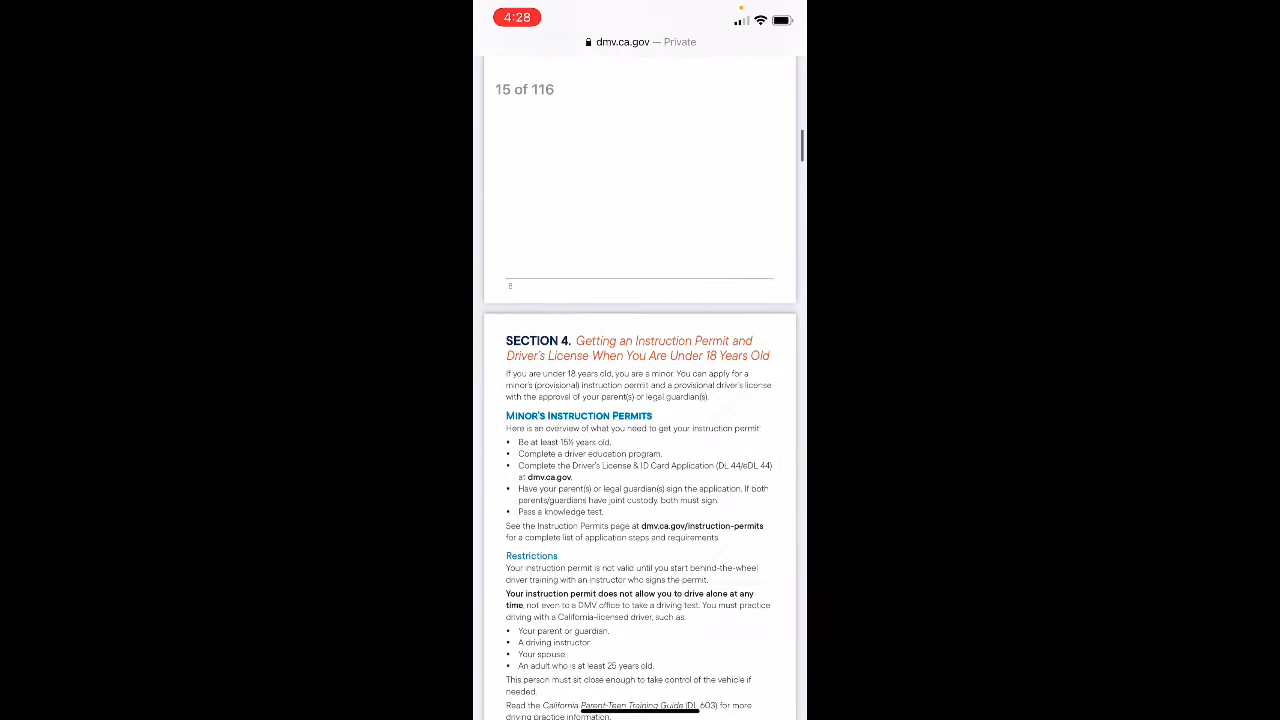 4:28
dmv.ca.gov — Private
15 of 116
8
SECTION 4. Getting an Instruction Permit and
Driver's License When You Are Under 18 Years Old
If you are under 18 years old, you are a minor. You can apply for a
minor's (provisional) instruction permit and a provisional driver's license
with the approval of your parent(s) or legal guardian(s).
MINOR'S INSTRUCTION PERMITS
Here is an overview of what you need to get your instruction permit
• Be at least 15½ years old.
• Complete a driver education program.
• Complete the Driver's License & ID Card Application (DL 44/eDL 44)
at dmv.ca.gov.
• Have your parent(s) or legal guardian(s) sign the application. If both
parents/guardians have joint custody, both must sign.
• Pass a knowledge test.
See the Instruction Permits page at dmv.ca.gov/instruction-permits
for a complete list of application steps and requirements.
Restrictions
Your instruction permit is not valid until you start behind-the-wheel
driver training with an instructor who signs the permit.
Your instruction permit does not allow you to drive alone at any
time, not even to a DMV office to take a driving test. You must practice
driving with a California-licensed driver, such as:
• Your parent or guardian.
• A driving instructor
• Your spouse.
• An adult who is at least 25 years old.
This person must sit close enough to take control of the vehicle if
needed.
Read the California Parent-Teen Training Guide (DL 603) for more
driving practice information.